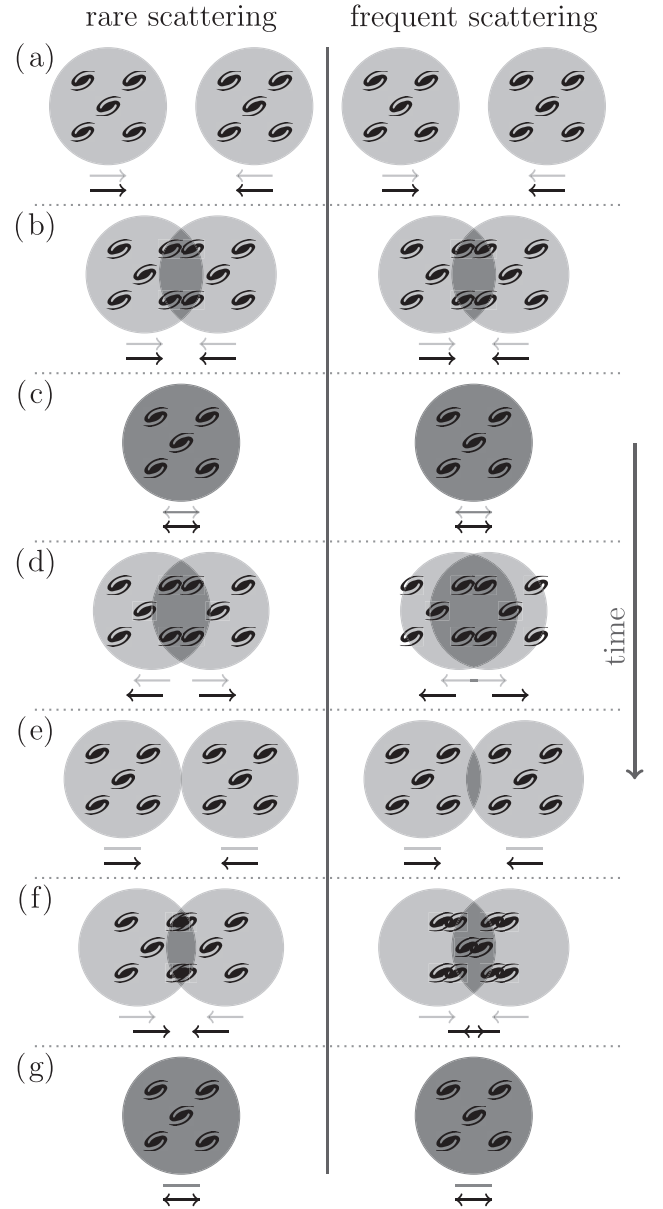 rare scattering
frequent scattering
(a)
(b)
(c)
(d)
time
(e)
(f)
(g)